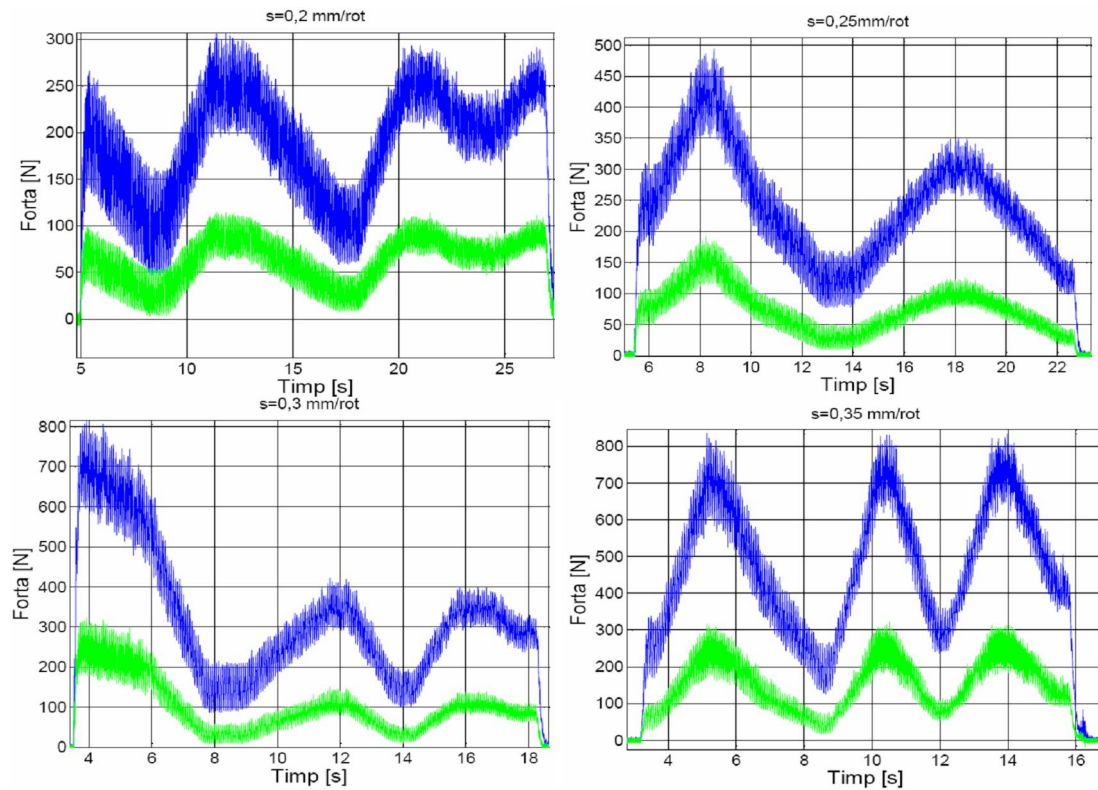 s=0,2 mm/rot
300
250
200
150
100
50
0
Forta [N]
5 10 15 20 25
Timp [s]
s=0,25mm/rot
500
450
400
350
300
250
200
150
100
50
0
Forta [N]
6 8 10 12 14 16 18 20 22
Timp [s]
s=0,3 mm/rot
800
700
600
500
400
300
200
100
0
Forta [N]
4 6 8 10 12 14 16 18
Timp [s]
s=0,35 mm/rot
800
700
600
500
400
300
200
100
0
Forta [N]
4 6 8 10 12 14 16
Timp [s]